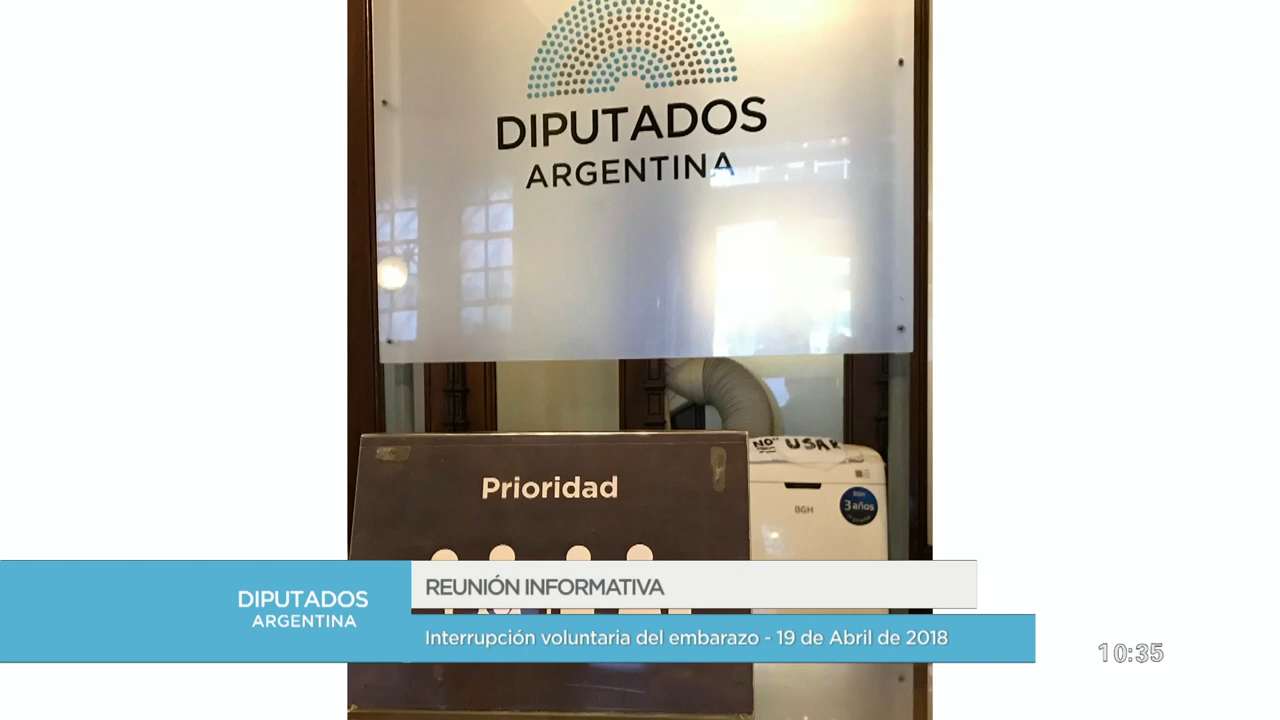 DIPUTADOS
ARGENTINA
NO
USAR
Prioridad
BGH
BGH
3 años
DIPUTADOS
ARGENTINA
REUNIÓN INFORMATIVA
Interrupción voluntaria del embarazo - 19 de Abril de 2018
10:35